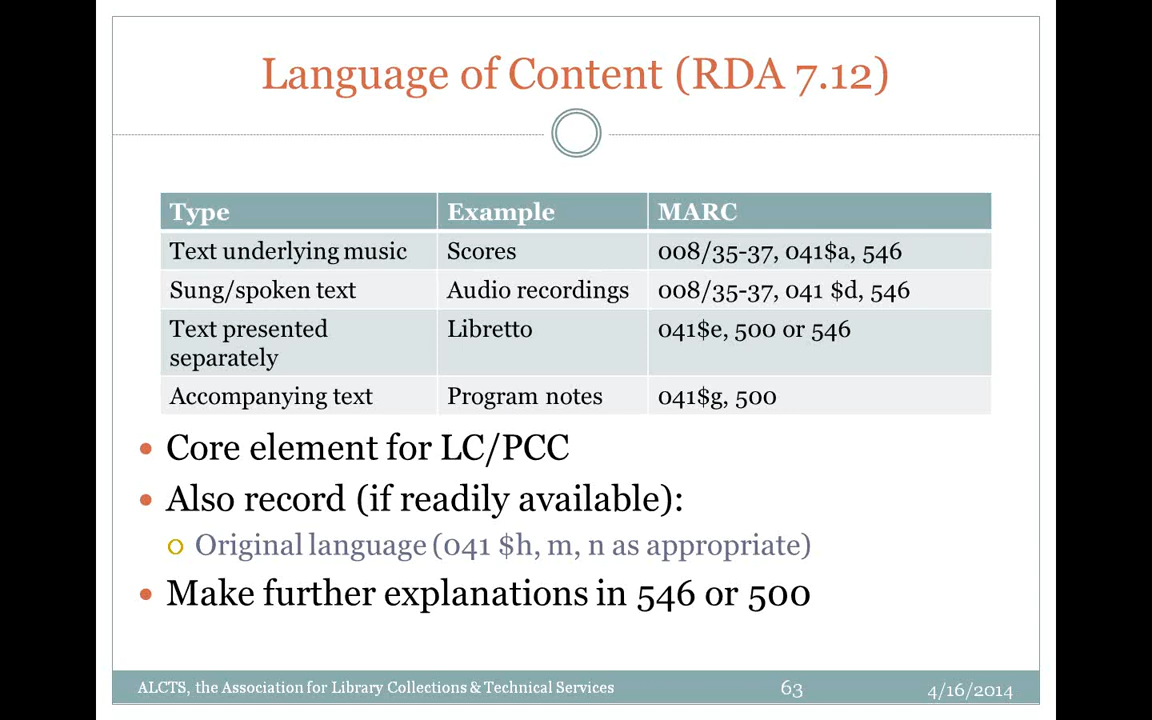 Language of Content (RDA 7.12)
Type Example MARC
Text underlying music Scores 008/35-37, 041$a, 546
Sung/spoken text Audio recordings 008/35-37, 041 $d, 546
Text presented separately Libretto 041$e, 500 or 546
Accompanying text Program notes 041$g, 500
• Core element for LC/PCC
• Also record (if readily available):
o Original language (041 $h, m, n as appropriate)
• Make further explanations in 546 or 500
ALCTS, the Association for Library Collections & Technical Services 63 4/16/2014